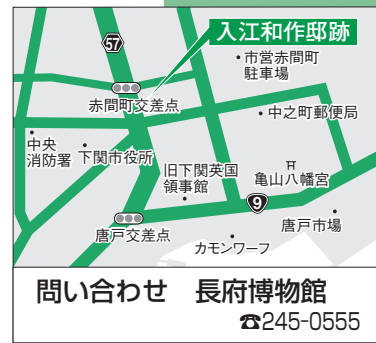 57
入江和作邸跡
市営赤間町
駐車場
赤間町交差点
中之町郵便局
中央
消防署
下関市役所
旧下関英国
領事館
亀山八幡宮
9
唐戸市場
唐戸交差点
カモンワーフ
問い合わせ 長府博物館
☎245-0555